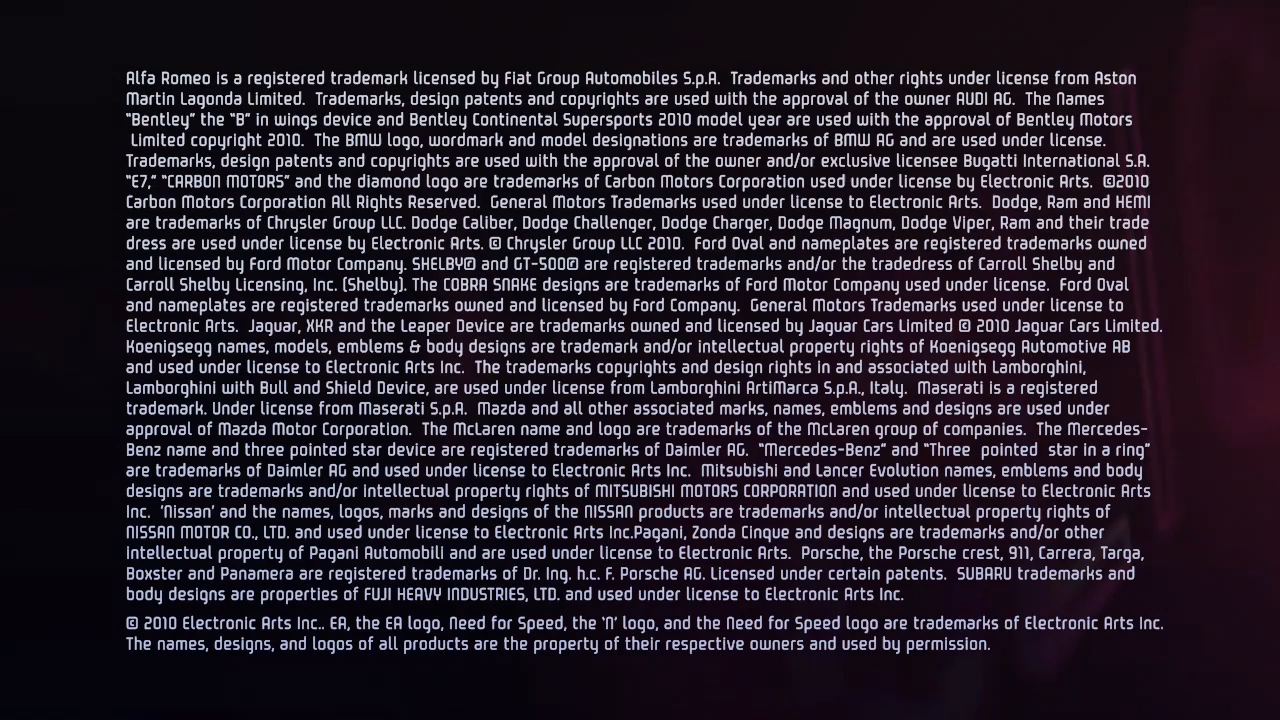 Alfa Romeo is a registered trademark licensed by Fiat Group Automobiles S.p.A.  Trademarks and other rights under license from Aston
Martin Lagonda Limited.  Trademarks, design patents and copyrights are used with the approval of the owner AUDI AG.  The Names
“Bentley” the “B” in wings device and Bentley Continental Supersports 2010 model year are used with the approval of Bentley Motors
Limited copyright 2010.  The BMW logo, wordmark and model designations are trademarks of BMW AG and are used under license.
Trademarks, design patents and copyrights are used with the approval of the owner and/or exclusive licensee Bugatti International S.A.
“E7,” “CARBON MOTORS” and the diamond logo are trademarks of Carbon Motors Corporation used under license by Electronic Arts.  ©2010
Carbon Motors Corporation All Rights Reserved.  General Motors Trademarks used under license to Electronic Arts.  Dodge, Ram and HEMI
are trademarks of Chrysler Group LLC. Dodge Caliber, Dodge Challenger, Dodge Charger, Dodge Magnum, Dodge Viper, Ram and their trade
dress are used under license by Electronic Arts. © Chrysler Group LLC 2010.  Ford Oval and nameplates are registered trademarks owned
and licensed by Ford Motor Company. SHELBY® and GT-500® are registered trademarks and/or the tradedress of Carroll Shelby and
Carroll Shelby Licensing, Inc. (Shelby). The COBRA SNAKE designs are trademarks of Ford Motor Company used under license.  Ford Oval
and nameplates are registered trademarks owned and licensed by Ford Company.  General Motors Trademarks used under license to
Electronic Arts.  Jaguar, XKR and the Leaper Device are trademarks owned and licensed by Jaguar Cars Limited © 2010 Jaguar Cars Limited.
Koenigsegg names, models, emblems & body designs are trademark and/or intellectual property rights of Koenigsegg Automotive AB
and used under license to Electronic Arts Inc.  The trademarks copyrights and design rights in and associated with Lamborghini,
Lamborghini with Bull and Shield Device, are used under license from Lamborghini ArtiMarca S.p.A., Italy.  Maserati is a registered
trademark. Under license from Maserati S.p.A.  Mazda and all other associated marks, names, emblems and designs are used under
approval of Mazda Motor Corporation.  The McLaren name and logo are trademarks of the McLaren group of companies.  The Mercedes-
Benz name and three pointed star device are registered trademarks of Daimler AG.  “Mercedes-Benz” and “Three  pointed  star in a ring”
are trademarks of Daimler AG and used under license to Electronic Arts Inc.  Mitsubishi and Lancer Evolution names, emblems and body
designs are trademarks and/or intellectual property rights of MITSUBISHI MOTORS CORPORATION and used under license to Electronic Arts
Inc.  ‘Nissan’ and the names, logos, marks and designs of the NISSAN products are trademarks and/or intellectual property rights of
NISSAN MOTOR CO., LTD. and used under license to Electronic Arts Inc.Pagani, Zonda Cinque and designs are trademarks and/or other
intellectual property of Pagani Automobili and are used under license to Electronic Arts.  Porsche, the Porsche crest, 911, Carrera, Targa,
Boxster and Panamera are registered trademarks of Dr. Ing. h.c. F. Porsche AG. Licensed under certain patents.  SUBARU trademarks and
body designs are properties of FUJI HEAVY INDUSTRIES, LTD. and used under license to Electronic Arts Inc.
© 2010 Electronic Arts Inc.. EA, the EA logo, Need for Speed, the ‘N’ logo, and the Need for Speed logo are trademarks of Electronic Arts Inc.
The names, designs, and logos of all products are the property of their respective owners and used by permission.